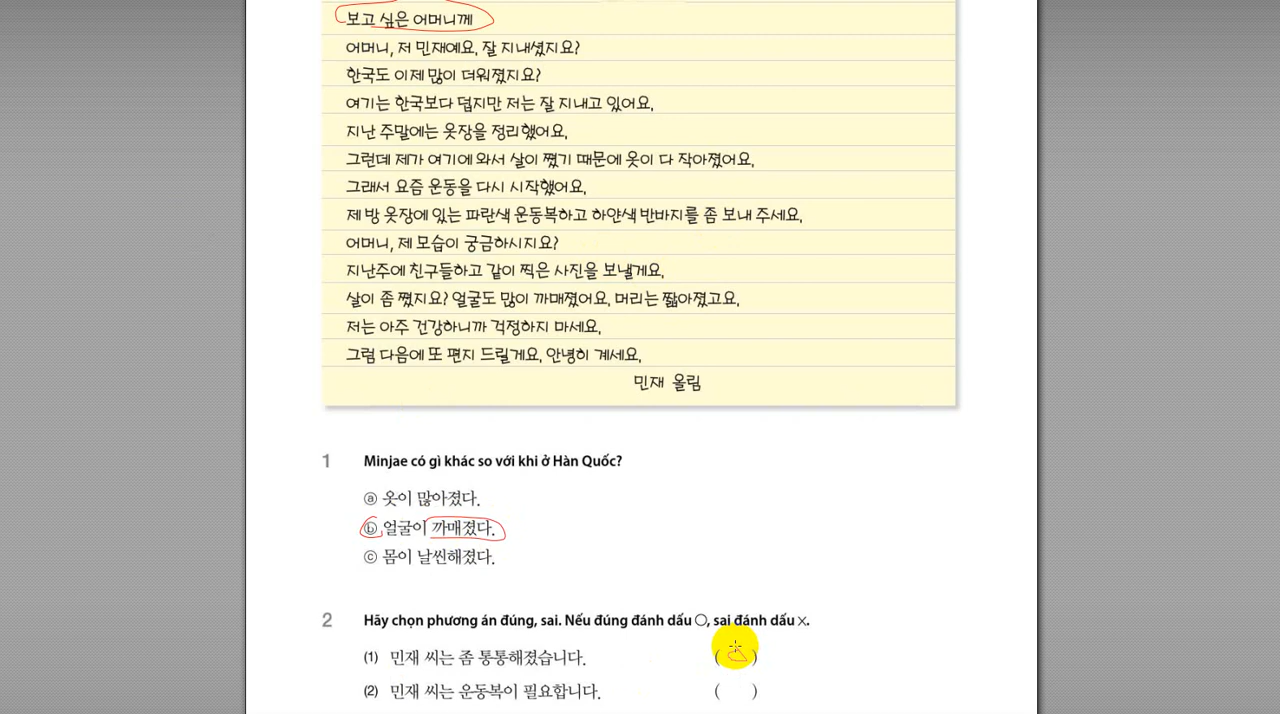 보고 싶은 어머니께
어머니, 저 민재예요. 잘 지내셨지요?
한국도 이제 많이 더워졌지요?
여기는 한국보다 덥지만 저는 잘 지내고 있어요.
지난 주말에는 옷장을 정리했어요.
그런데 제가 여기에 와서 살이 쪘기 때문에 옷이 다 작아졌어요.
그래서 요즘 운동을 다시 시작했어요.
제 방 옷장에 있는 파란색 운동복하고 하얀색 반바지를 좀 보내 주세요.
어머니, 제 모습이 궁금하시지요?
지난주에 친구들하고 같이 찍은 사진을 보낼게요.
살이 좀 쪘지요? 얼굴도 많이 까매졌어요. 머리는 짧아졌고요.
저는 아주 건강하니까 걱정하지 마세요.
그럼 다음에 또 편지 드릴게요. 안녕히 계세요.
민재 올림
1 Minjae có gì khác so với khi ở Hàn Quốc?
ⓐ 옷이 많아졌다.
ⓑ 얼굴이 까매졌다.
ⓒ 몸이 날씬해졌다.
2 Hãy chọn phương án đúng, sai. Nếu đúng đánh dấu ○, sai đánh dấu ×.
(1) 민재 씨는 좀 통통해졌습니다. ( )
(2) 민재 씨는 운동복이 필요합니다. ( )